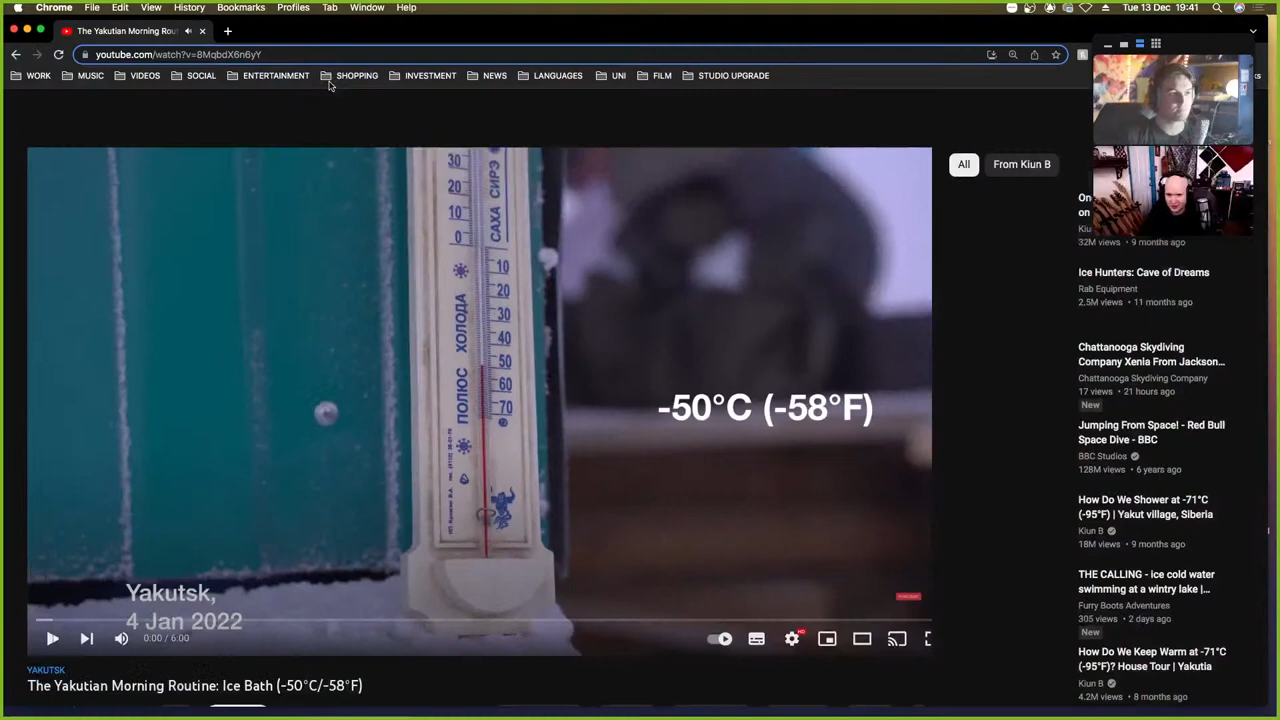 Chrome File Edit View History Bookmarks Profiles Tab Window Help
Tue 13 Dec 19:41
The Yakutian Morning Rou
youtube.com/watch?v=8MqbdX6n6yY
WORK MUSIC VIDEOS SOCIAL ENTERTAINMENT SHOPPING INVESTMENT NEWS LANGUAGES UNI FILM STUDIO UPGRADE
30
20
10
0
10
20
30
40
50
60
70
САХА СИРЭ
ПОЛЮС ХОЛОДА
-50°C (-58°F)
Yakutsk,
4 Jan 2022
0:00 / 6:00
HD
YAKUTSK
The Yakutian Morning Routine: Ice Bath (-50°C/-58°F)
All
From Kiun B
on
32M views • 9 months ago
Ice Hunters: Cave of Dreams
Rab Equipment
2.5M views • 11 months ago
Chattanooga Skydiving
Company Xenia From Jackson...
Chattanooga Skydiving Company
17 views • 21 hours ago
New
Jumping From Space! - Red Bull
Space Dive - BBC
BBC Studios
128M views • 6 years ago
How Do We Shower at -71°C
(-95°F) | Yakut village, Siberia
Kiun B
18M views • 9 months ago
THE CALLING - ice cold water
swimming at a wintry lake |...
Furry Boots Adventures
305 views • 2 days ago
New
How Do We Keep Warm at -71°C
(-95°F)? House Tour | Yakutia
Kiun B
4.2M views • 8 months ago